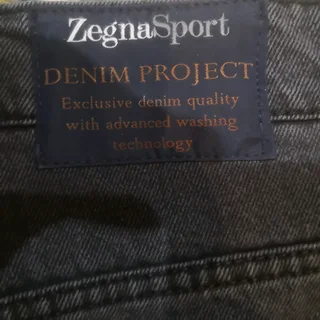 ZegnaSport
DENIM PROJECT
Exclusive denim quality
with advanced washing
technology